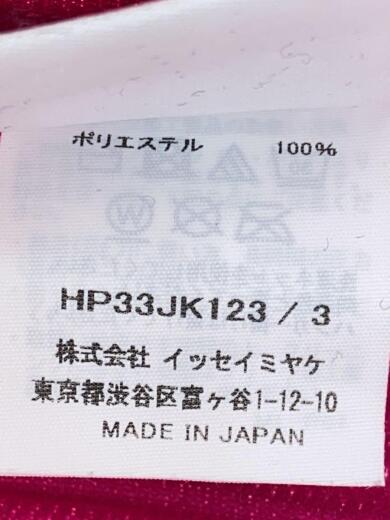 ポリエステル 100%
HP33JK123 / 3
株式会社 イッセイミヤケ
東京都渋谷区富ヶ谷1-12-10
MADE IN JAPAN